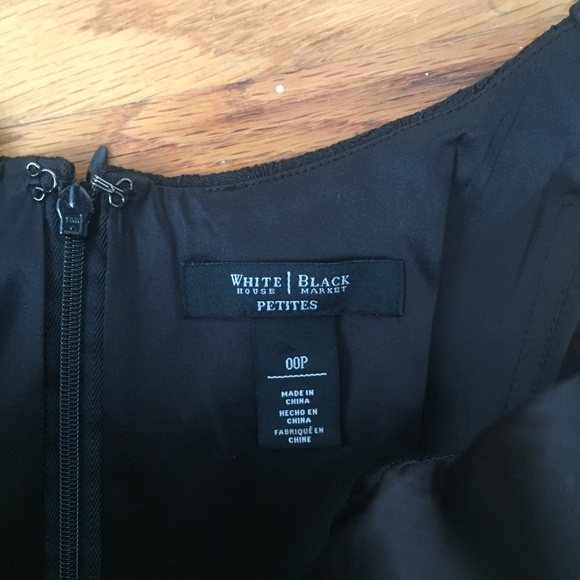 WHITE | BLACK
HOUSE MARKET
PETITES
00P
MADE IN
CHINA
HECHO EN
CHINA
FABRIQUÉ EN
CHINE